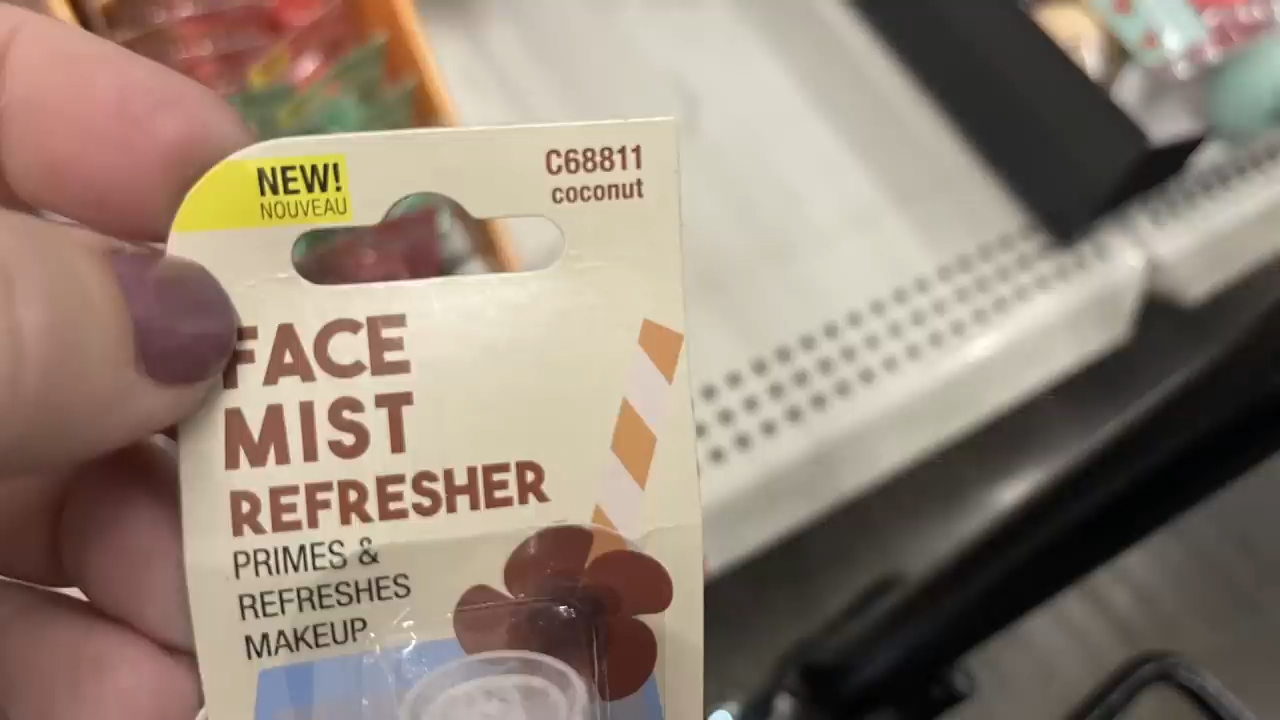 NEW!
NOUVEAU
C68811
coconut
FACE
MIST
REFRESHER
PRIMES &
REFRESHES
MAKEUP